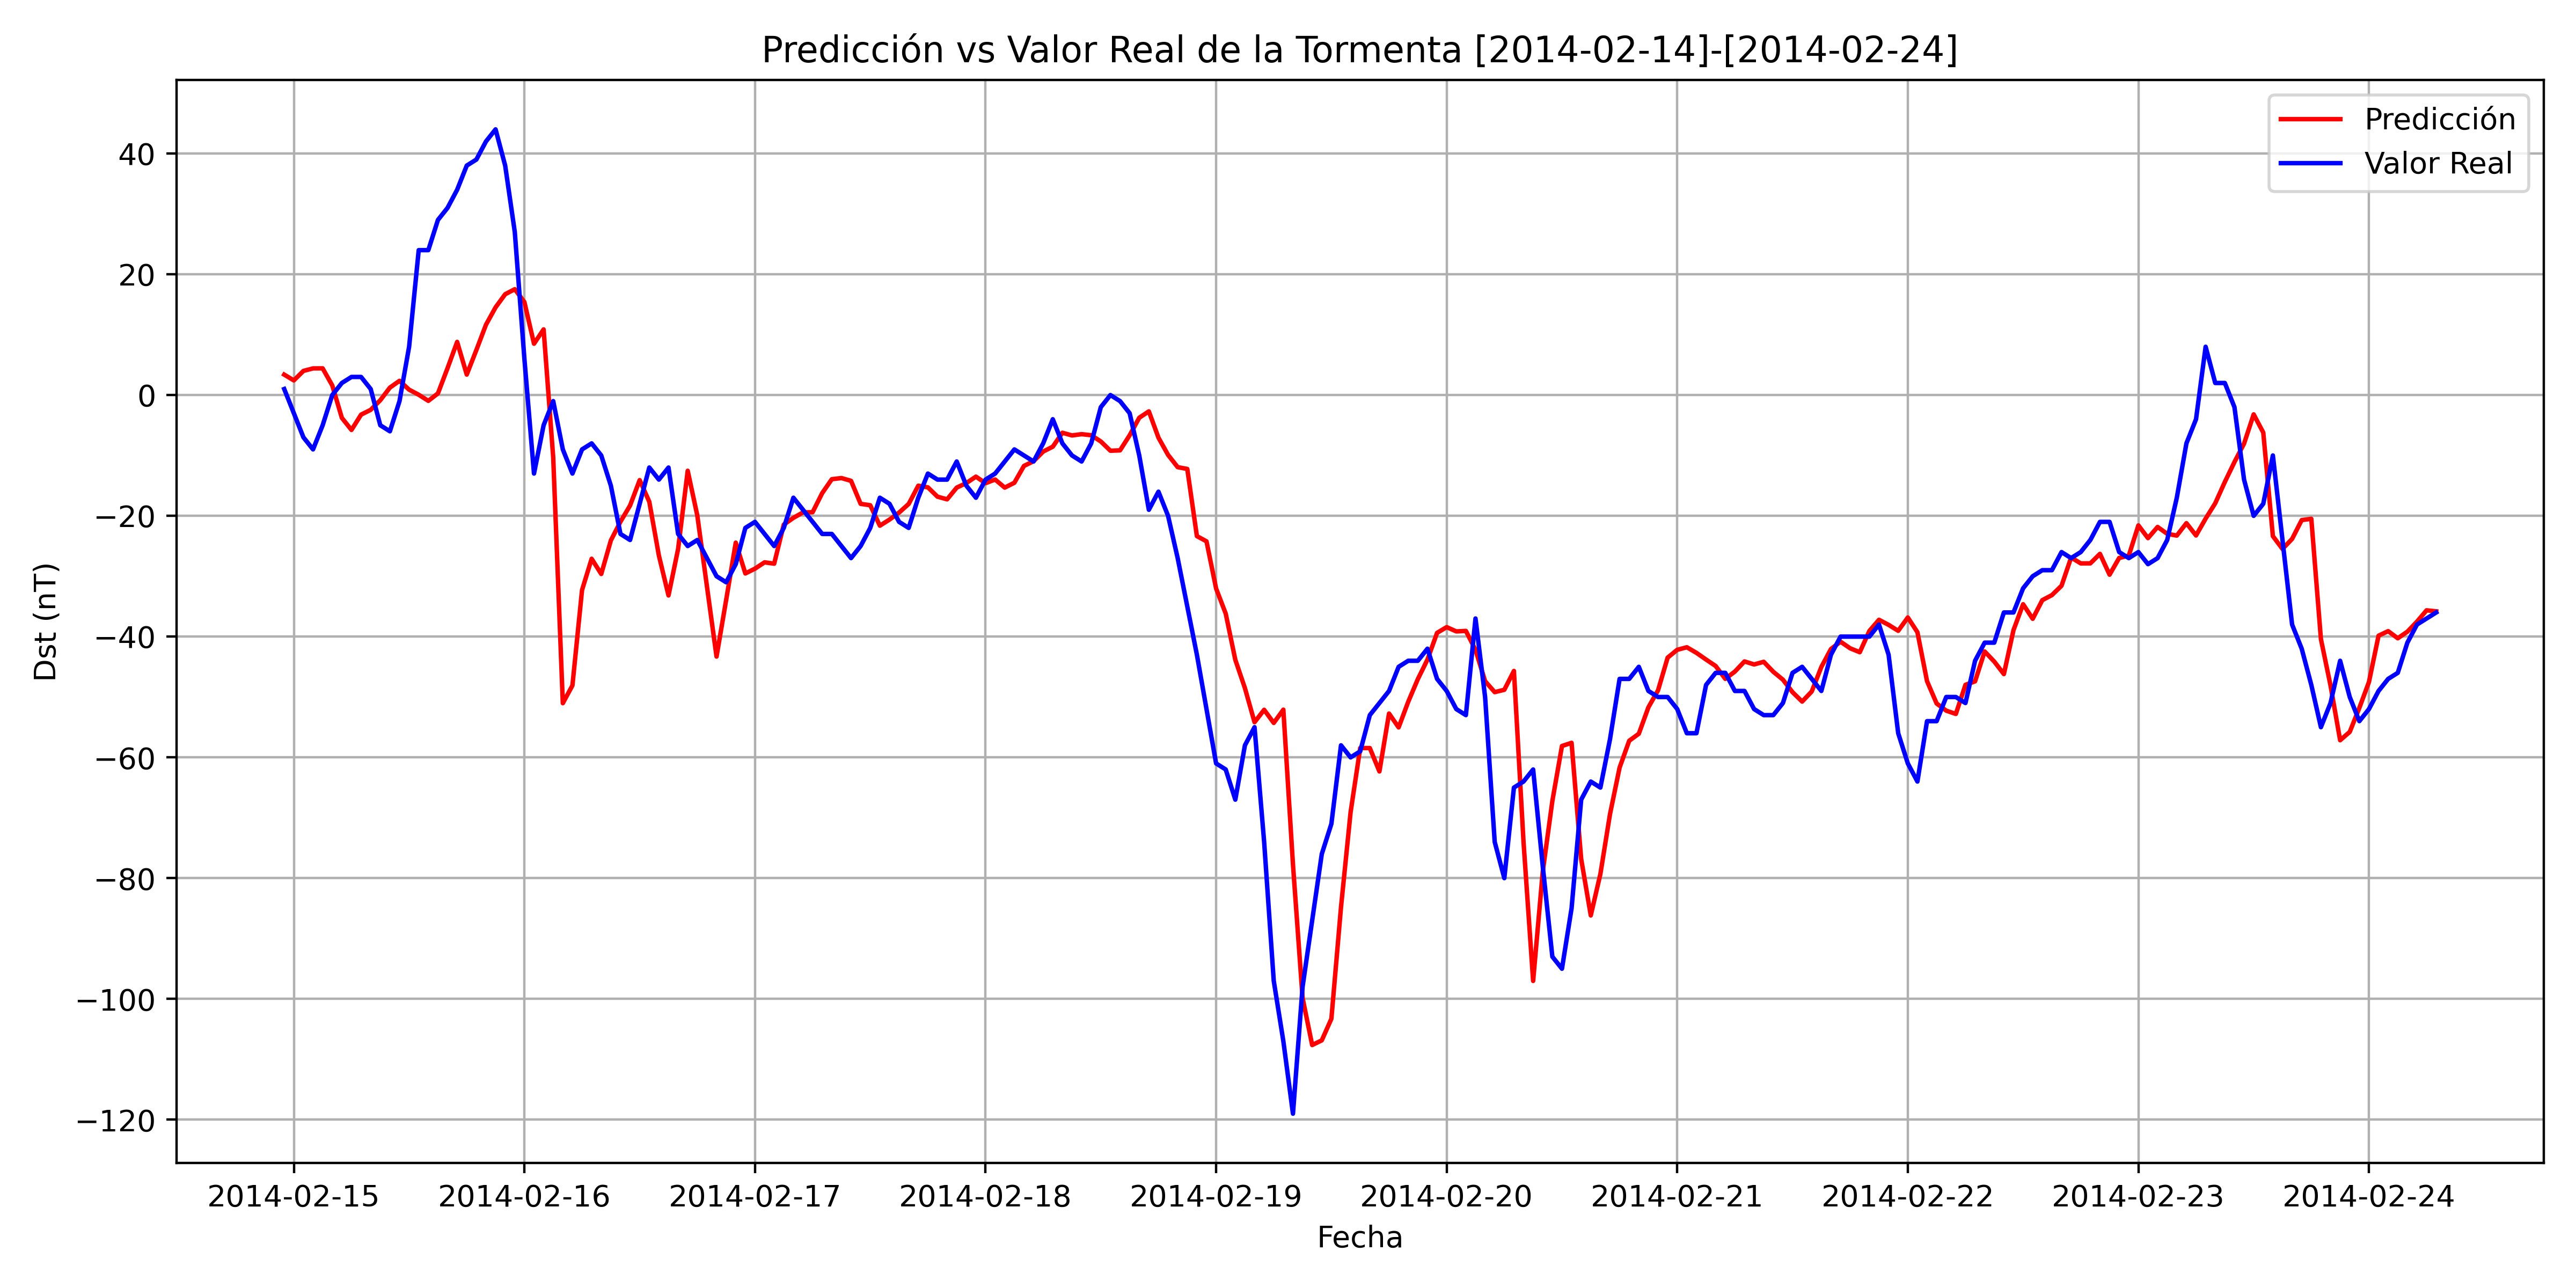 Predicción vs Valor Real de la Tormenta [2014-02-14]-[2014-02-24]
Predicción
Valor Real
Dst (nT)
40
20
0
−20
−40
−60
−80
−100
−120
2014-02-15 2014-02-16 2014-02-17 2014-02-18 2014-02-19 2014-02-20 2014-02-21 2014-02-22 2014-02-23 2014-02-24
Fecha